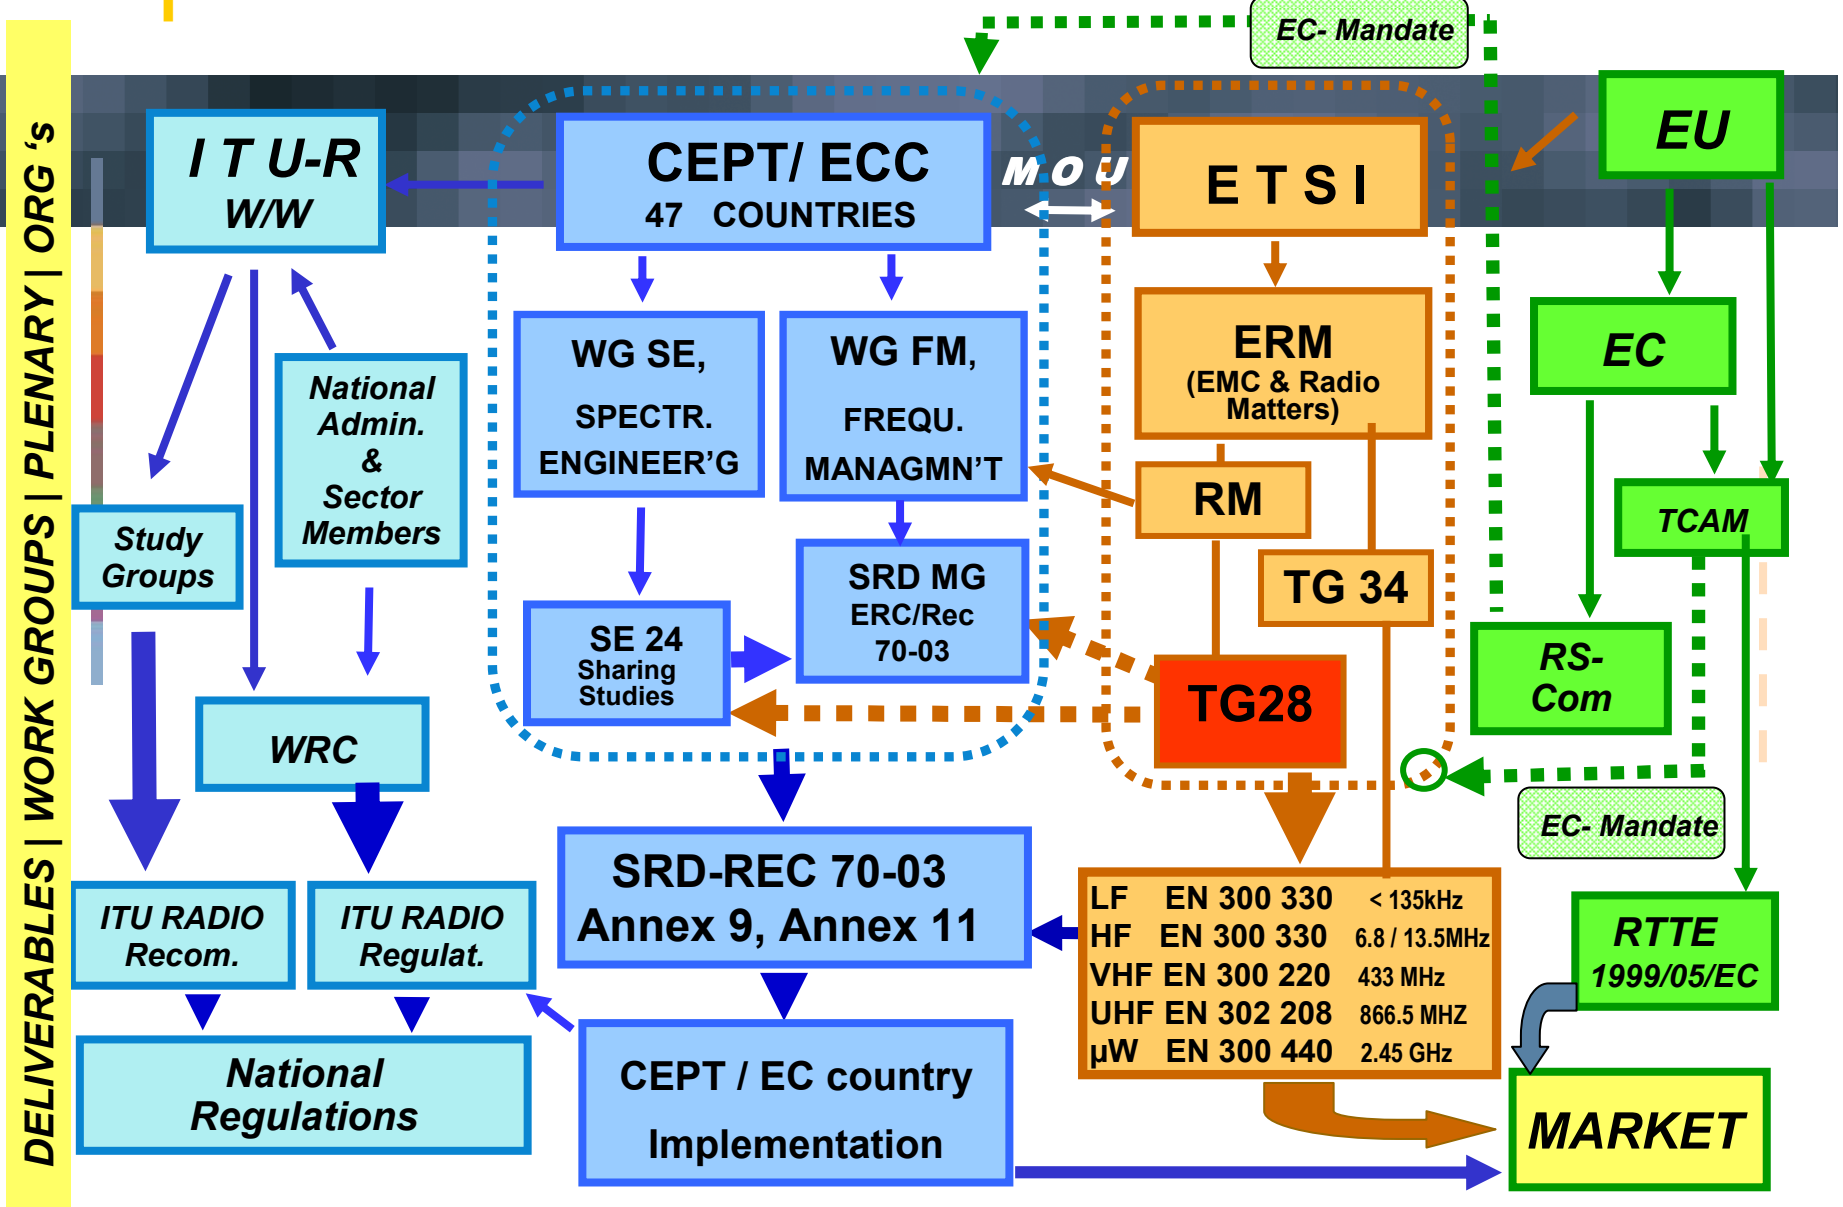 DELIVERABLES| WORK GROUPS| PLENARY | ORG ‘s
EC- Mandate
I T U-R
W/W
CEPT/ ECC
47 COUNTRIES
M O U
E T S I
EU
National
Admin.
&
Sector
Members
WG SE,
SPECTR.
ENGINEER’G
WG FM,
FREQU.
MANAGMN’T
ERM
(EMC & Radio
Matters)
EC
RM
TCAM
Study
Groups
SRD MG
ERC/Rec
70-03
TG 34
SE 24
Sharing
Studies
TG28
RS-
Com
WRC
EC- Mandate
SRD-REC 70-03
Annex 9, Annex 11
LF EN 300 330 < 135kHz
HF EN 300 330 6.8 / 13.5MHz
VHF EN 300 220 433 MHz
UHF EN 302 208 866.5 MHZ
µW EN 300 440 2.45 GHz
ITU RADIO
Recom.
ITU RADIO
Regulat.
RTTE
1999/05/EC
National
Regulations
CEPT / EC country
Implementation
MARKET